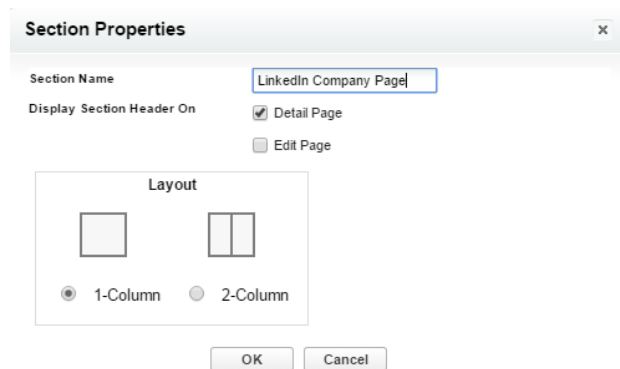 Section Properties
×
Section Name LinkedIn Company Page
Display Section Header On Detail Page
Edit Page
Layout
1-Column 2-Column
OK Cancel